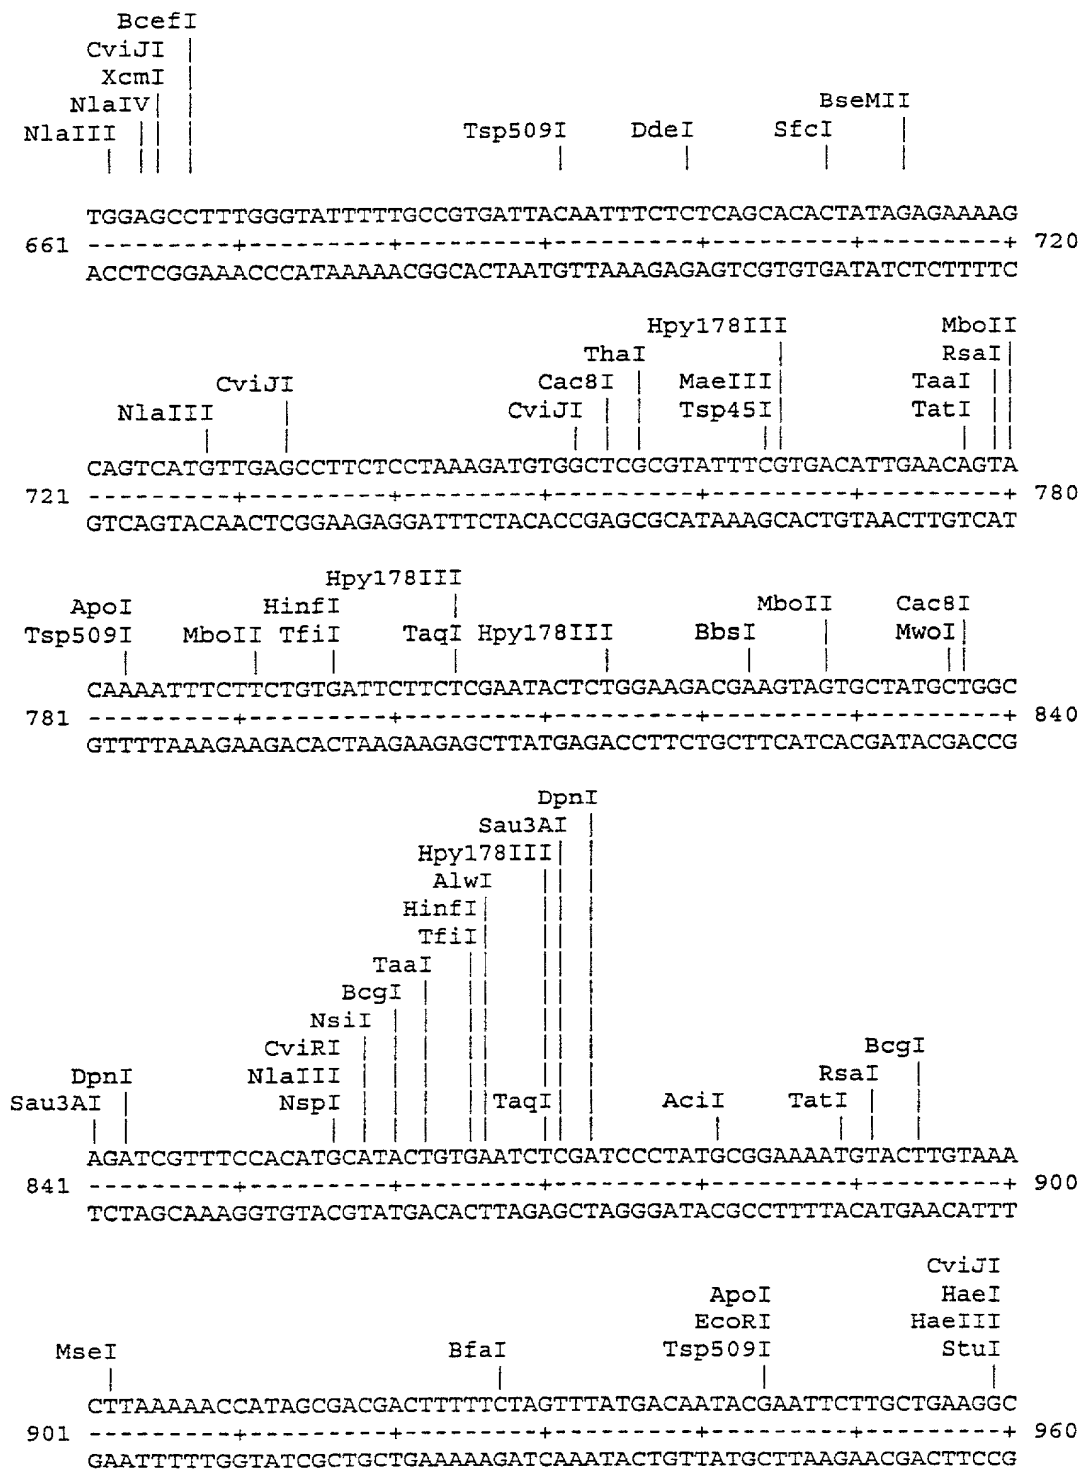 BcefI
CviJI
XcmI
NlaIV
NlaIII Tsp509I DdeI SfcI BseMII
TGGAGCCTTTGGGTATTTTTGCCGTGATTACAATTTCTCTCAGCACACTATAGAGAAAAG
661 ---------+---------+---------+---------+---------+---------+ 720
ACCTCGGAAACCCATAAAAACGGCACTAATGTTAAAGAGAGTCGTGTGATATCTCTTTTC
Hpy178III MboII
ThaI RsaI
CviJI Cac8I MaeIII TaaI
NlaIII CviJI Tsp45I TatI
CAGTCATGTTGAGCCTTCTCCTAAAGATGTGGCTCGCGTATTTCGTGACATTGAACAGTA
721 ---------+---------+---------+---------+---------+---------+ 780
GTCAGTACAACTCGGAAGAGGATTTCTACACCGAGCGCATAAAGCACTGTAACTTGTCAT
Hpy178III
ApoI HinfI MboII Cac8I
Tsp509I MboII TfiI TaqI Hpy178III BbsI MwoI
CAAAATTTCTTCTGTGATTCTTCTCGAATACTCTGGAAGACGAAGTAGTGCTATGCTGGC
781 ---------+---------+---------+---------+---------+---------+ 840
GTTTTAAAGAAGACACTAAGAAGAGCTTATGAGACCTTCTGCTTCATCACGATACGACCG
DpnI
Sau3AI
Hpy178III
AlwI
HinfI
TfiI
TaaI
BcgI
NsiI
CviRI BcgI
DpnI NlaIII RsaI
Sau3AI NspI TaqI AciI TatI
AGATCGTTTCCACATGCATACTGTGAATCTCGATCCCTATGCGGAAAATGTACTTGTAAA
841 ---------+---------+---------+---------+---------+---------+ 900
TCTAGCAAAGGTGTACGTATGACACTTAGAGCTAGGGATACGCCTTTTACATGAACATTT
CviJI
ApoI HaeI
EcoRI HaeIII
MseI BfaI Tsp509I StuI
CTTAAAAACCATAGCGACGACTTTTTCTAGTTTATGACAATACGAATTCTTGCTGAAGGC
901 ---------+---------+---------+---------+---------+---------+ 960
GAATTTTTGGTATCGCTGCTGAAAAAGATCAAATACTGTTATGCTTAAGAACGACTTCCG